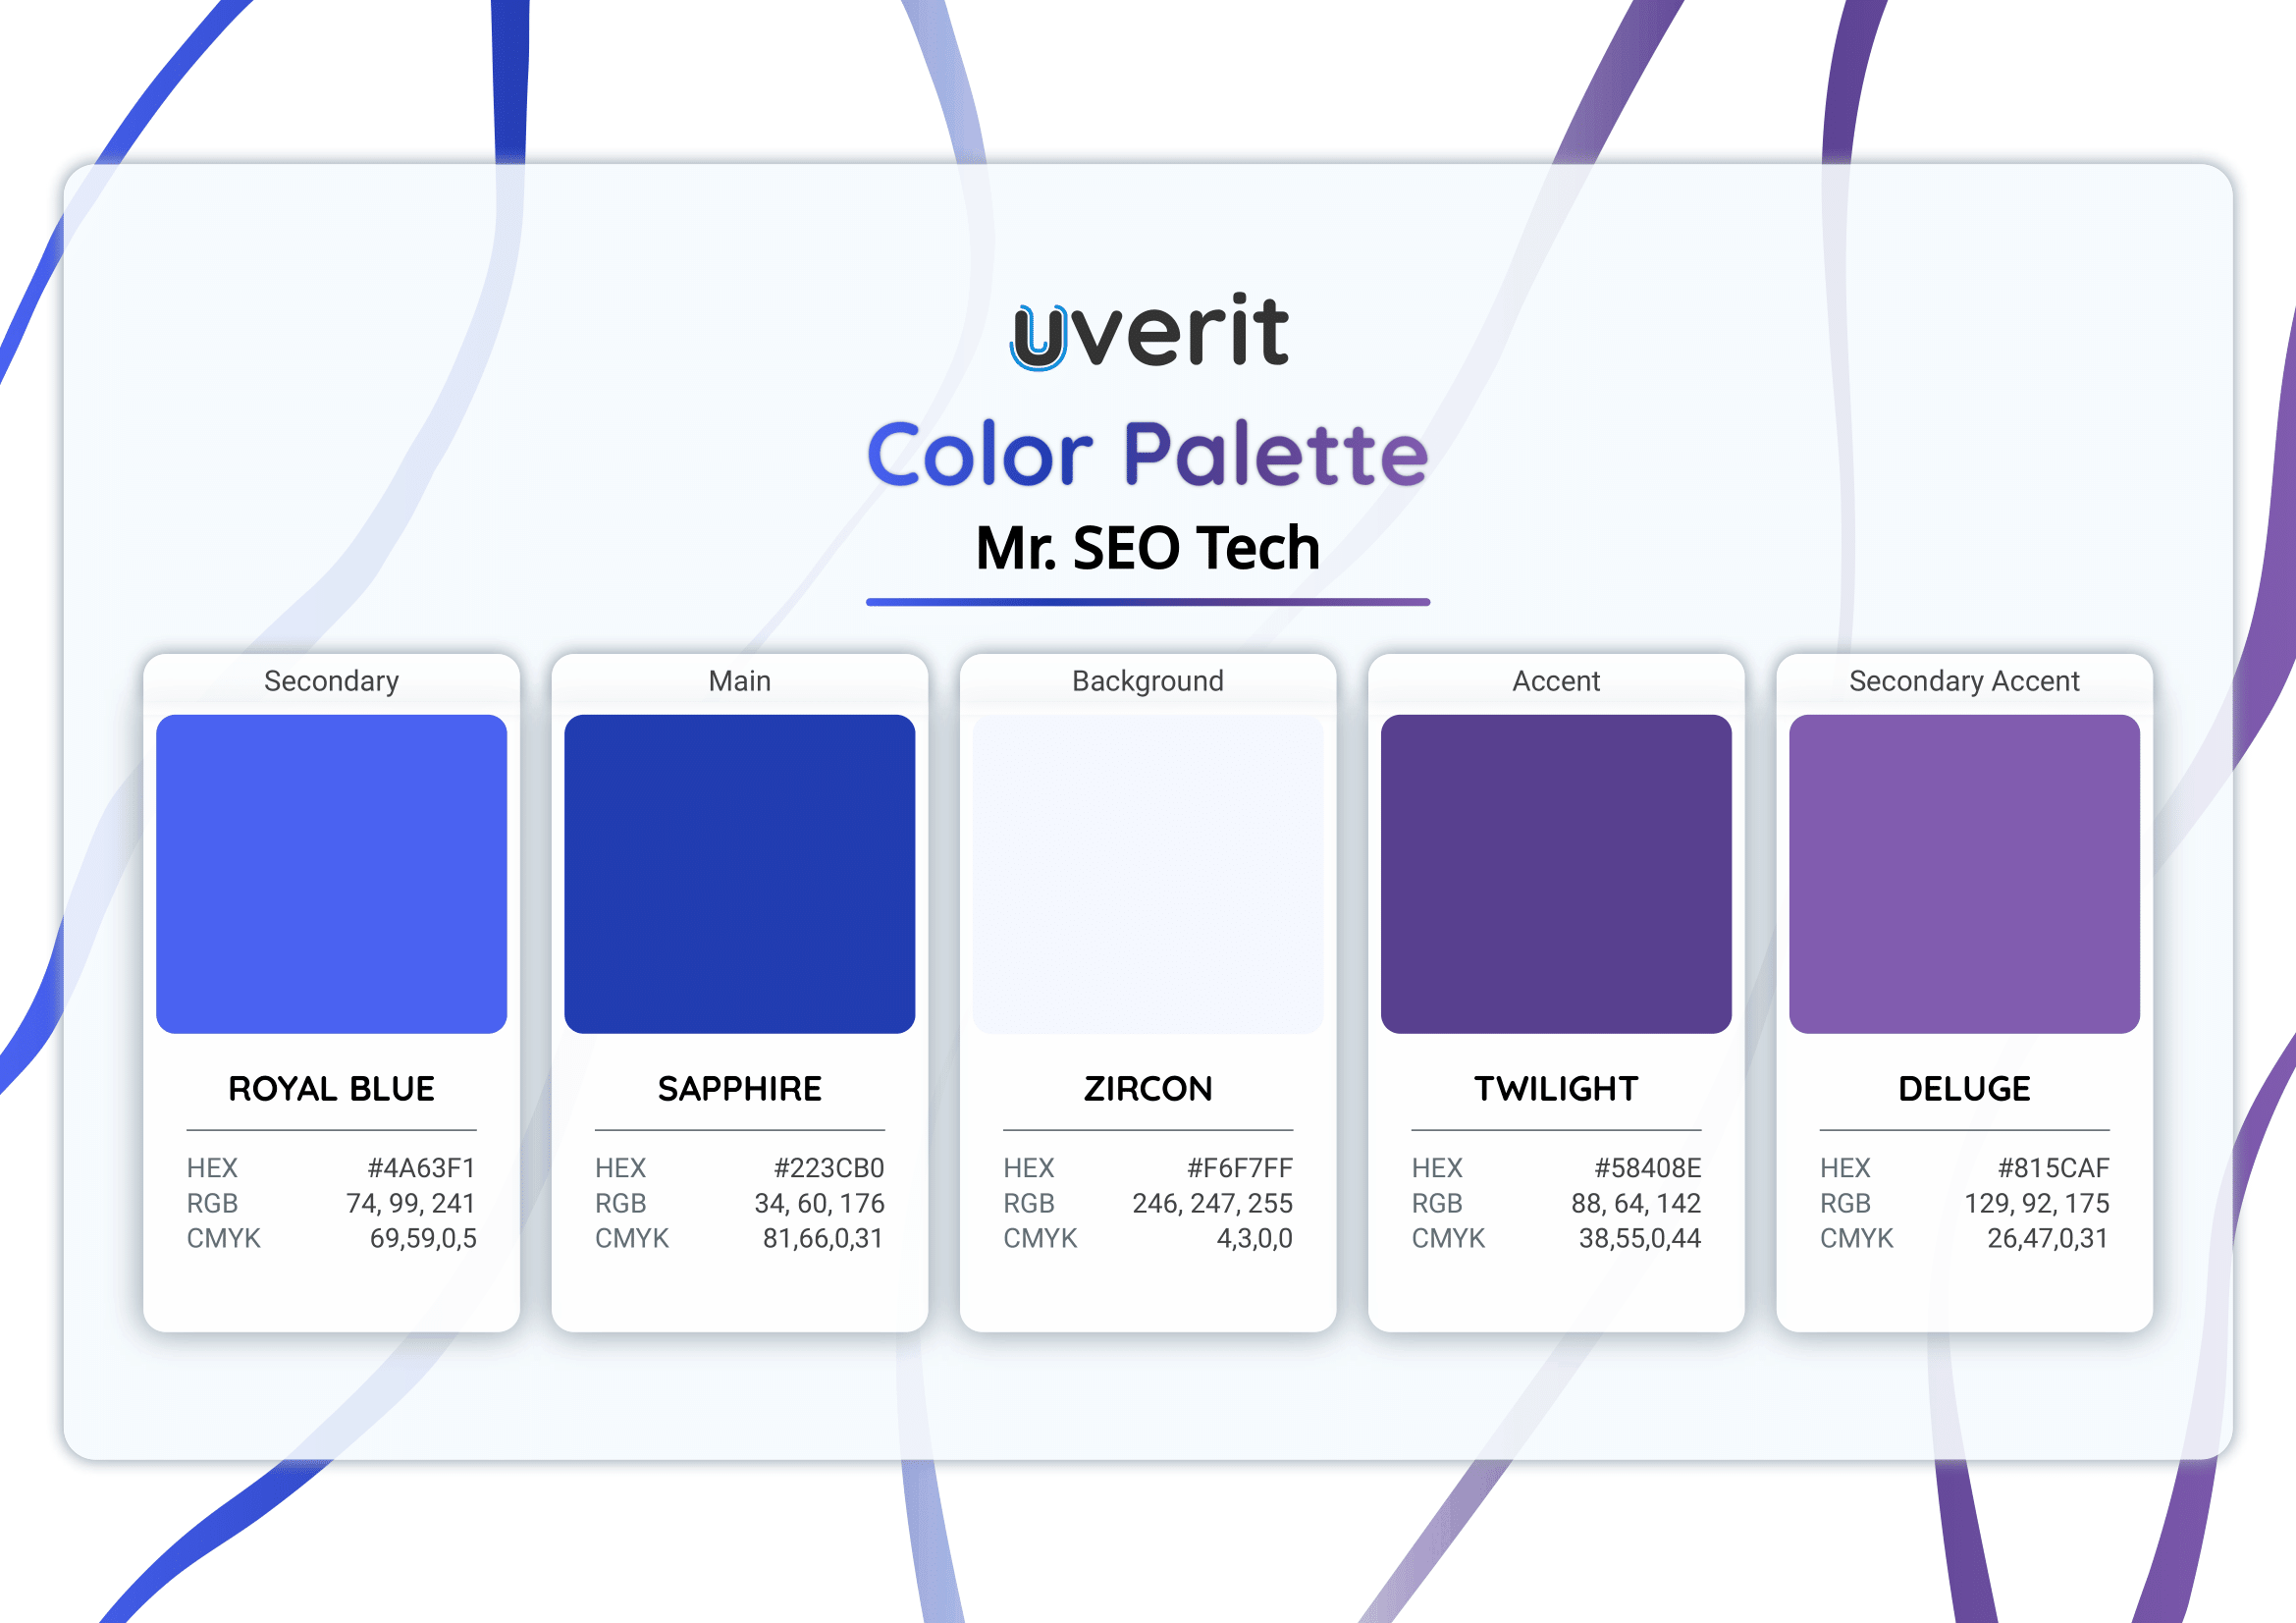 uverit
Color Palette
Mr. SEO Tech
Secondary
ROYAL BLUE
HEX #4A63F1
RGB 74, 99, 241
CMYK 69,59,0,5
Main
SAPPHIRE
HEX #223CB0
RGB 34, 60, 176
CMYK 81,66,0,31
Background
ZIRCON
HEX #F6F7FF
RGB 246, 247, 255
CMYK 4,3,0,0
Accent
TWILIGHT
HEX #58408E
RGB 88, 64, 142
CMYK 38,55,0,44
Secondary Accent
DELUGE
HEX #815CAF
RGB 129, 92, 175
CMYK 26,47,0,31